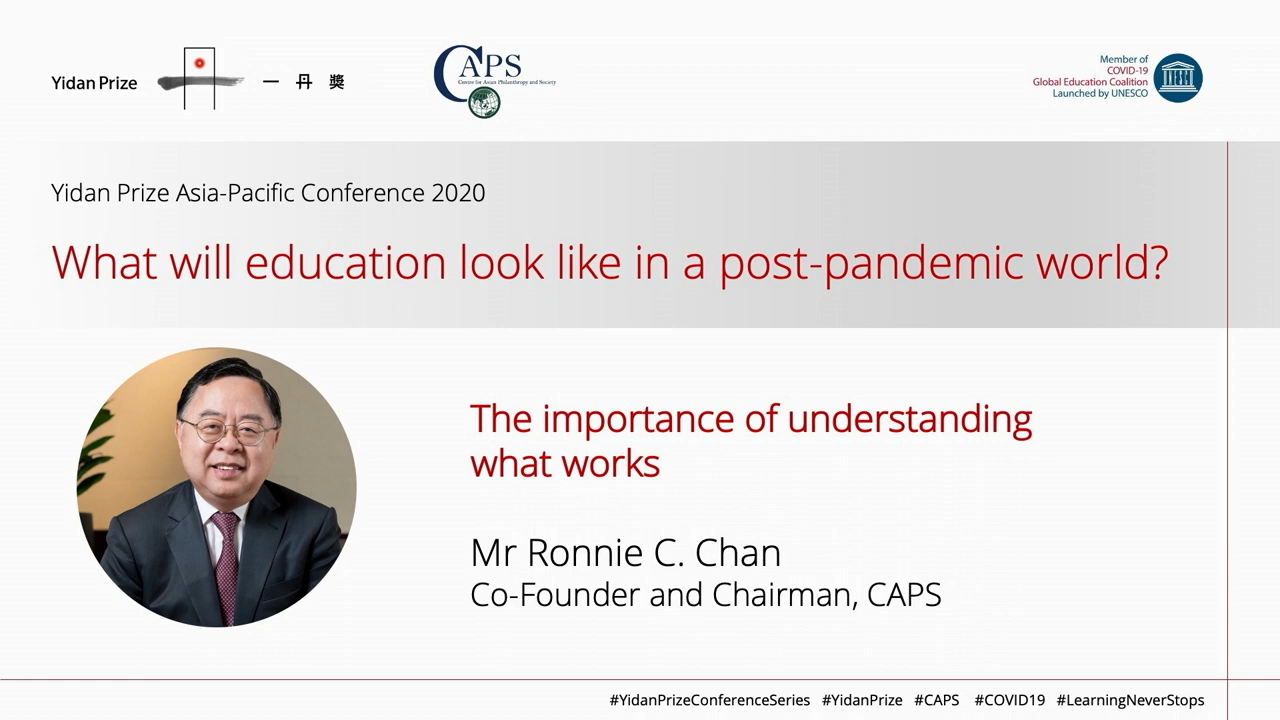 Yidan Prize 一丹獎
CAPS
Centre for Asian Philanthropy and Society
Member of
COVID-19
Global Education Coalition
Launched by UNESCO
UNESCO
Yidan Prize Asia-Pacific Conference 2020
What will education look like in a post-pandemic world?
The importance of understanding
what works
Mr Ronnie C. Chan
Co-Founder and Chairman, CAPS
#YidanPrizeConferenceSeries #YidanPrize #CAPS #COVID19 #LearningNeverStops